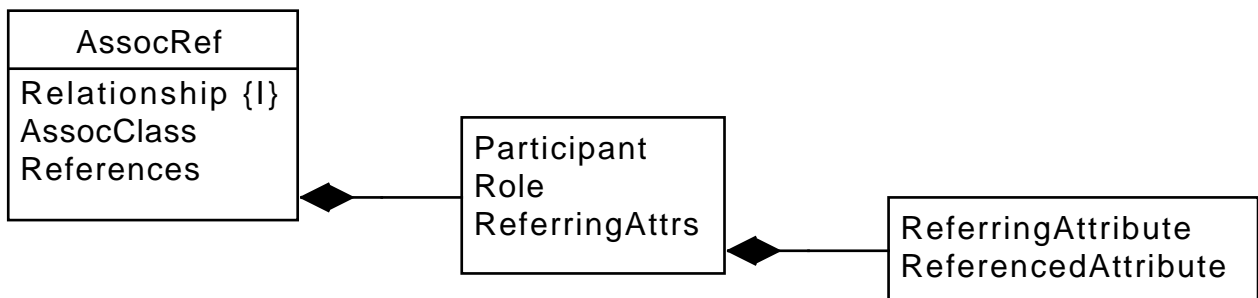 AssocRef
Relationship {I}
AssocClass
References
Participant
Role
ReferringAttrs
ReferringAttribute
ReferencedAttribute